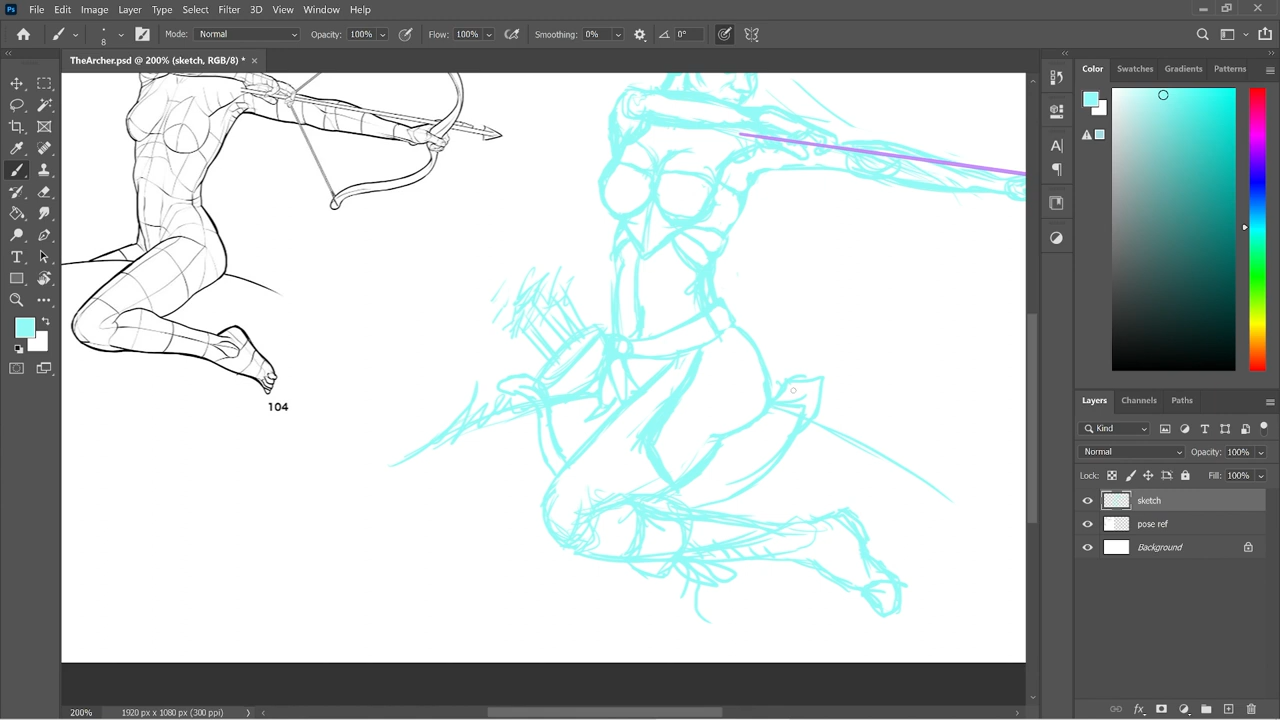 Ps File Edit Image Layer Type Select Filter 3D View Window Help
8 Mode: Normal Opacity: 100% Flow: 100% Smoothing: 0% 0°
TheArcher.psd @ 200% (sketch, RGB/8) *
Color Swatches Gradients Patterns
104
Layers Channels Paths
Kind
Normal Opacity: 100%
Lock: Fill: 100%
sketch
pose ref
Background
200% 1920 px x 1080 px (300 ppi)